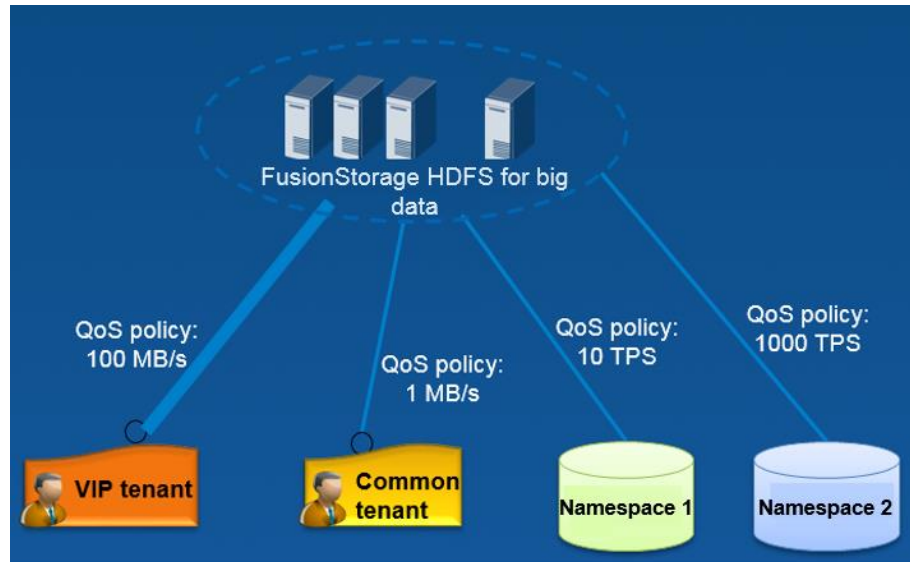 FusionStorage HDFS for big
data
QoS policy:
100 MB/s
QoS policy:
1 MB/s
QoS policy:
10 TPS
QoS policy:
1000 TPS
VIP tenant
Common
tenant
Namespace 1
Namespace 2